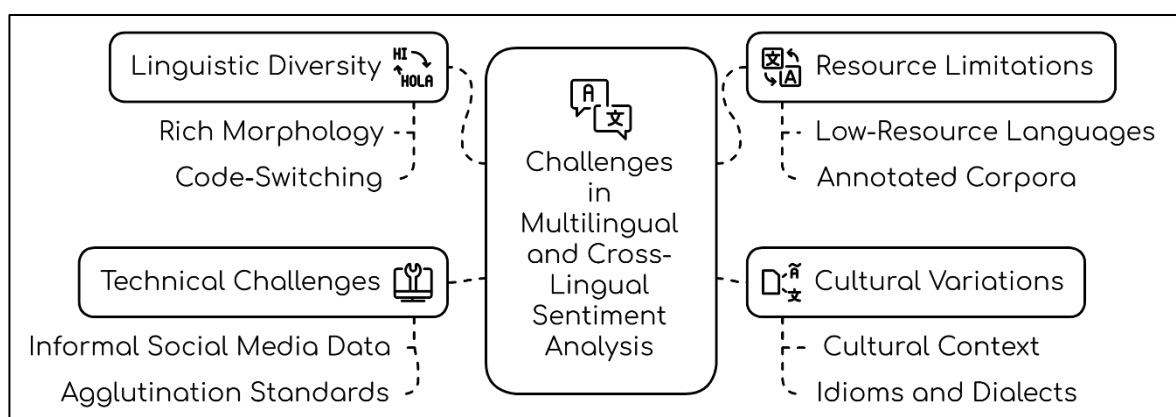 Linguistic Diversity
HI
HOLA
Rich Morphology
Code-Switching
Technical Challenges
Informal Social Media Data
Agglutination Standards
A
文
Challenges
in
Multilingual
and Cross-
Lingual
Sentiment
Analysis
文
A
Resource Limitations
Low-Resource Languages
Annotated Corpora
Ã
文
Cultural Variations
Cultural Context
Idioms and Dialects